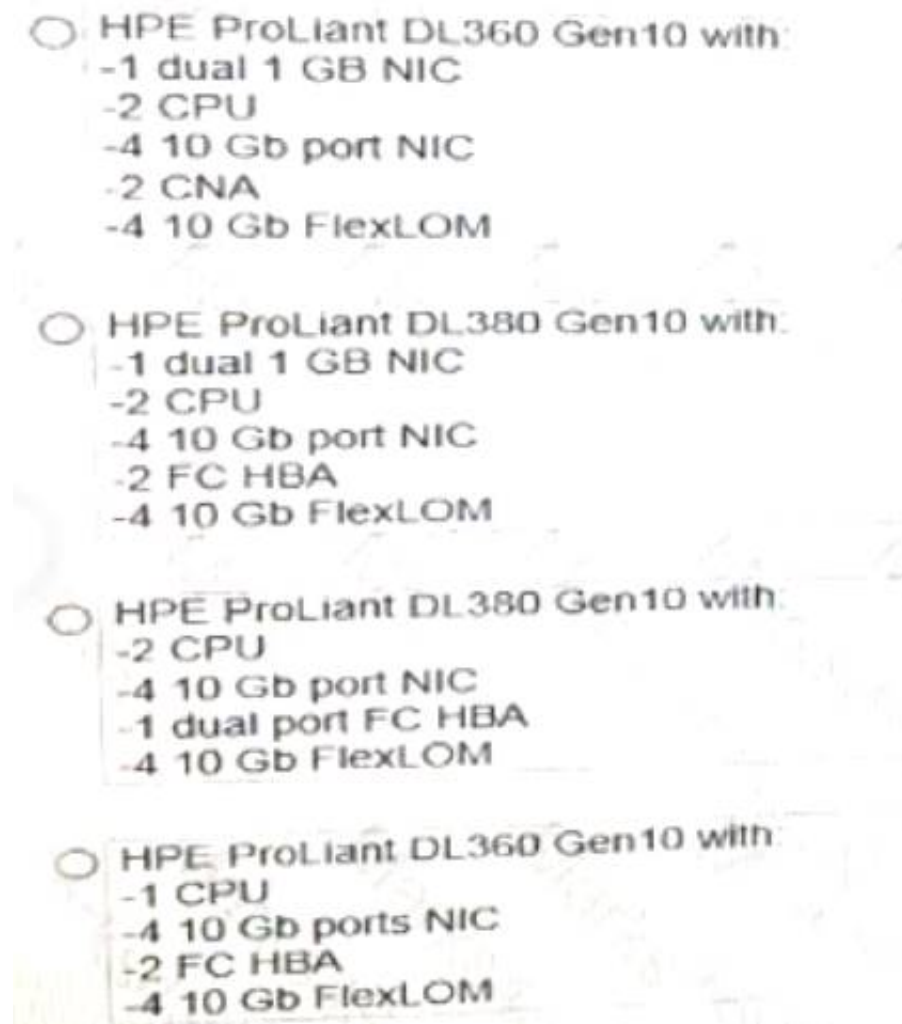 HPE ProLiant DL360 Gen10 with:
-1 dual 1 GB NIC
-2 CPU
-4 10 Gb port NIC
-2 CNA
-4 10 Gb FlexLOM
HPE ProLiant DL380 Gen10 with:
-1 dual 1 GB NIC
-2 CPU
-4 10 Gb port NIC
-2 FC HBA
-4 10 Gb FlexLOM
HPE ProLiant DL380 Gen10 with:
-2 CPU
-4 10 Gb port NIC
-1 dual port FC HBA
-4 10 Gb FlexLOM
HPE ProLiant DL360 Gen10 with:
-1 CPU
-4 10 Gb ports NIC
-2 FC HBA
-4 10 Gb FlexLOM